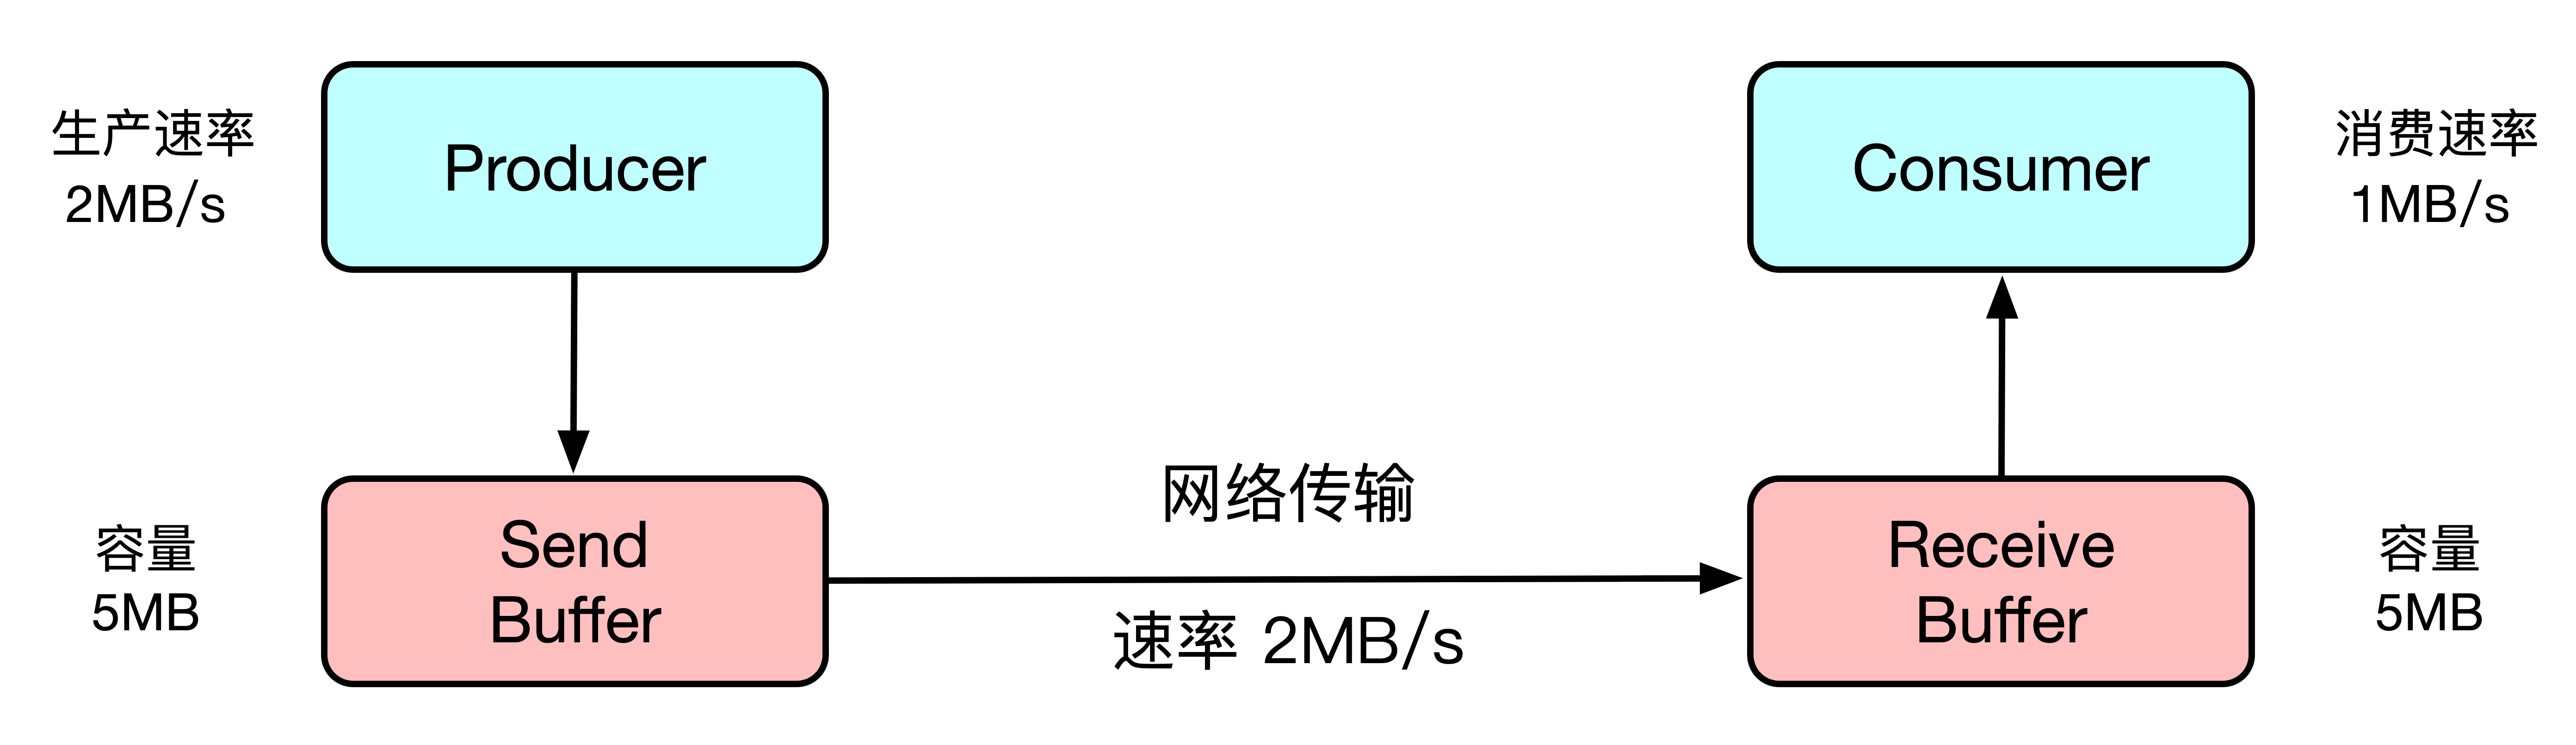 生产速率
2MB/s
Producer
Consumer
消费速率
1MB/s
容量
5MB
Send
Buffer
网络传输
速率 2MB/s
Receive
Buffer
容量
5MB